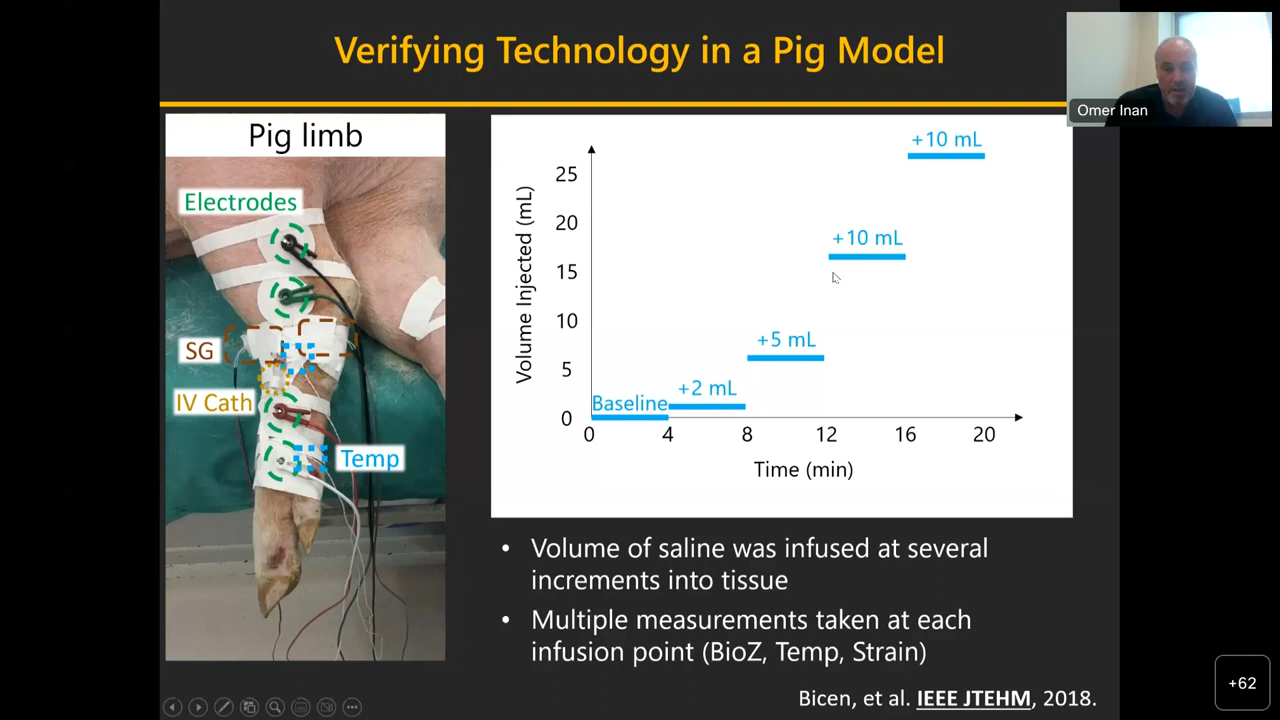 Verifying Technology in a Pig Model
Omer Inan
Pig limb
Electrodes
SG
IV Cath
Temp
Volume Injected (mL)
25
20
15
10
5
0
Baseline
+2 mL
+5 mL
+10 mL
+10 mL
0 4 8 12 16 20
Time (min)
• Volume of saline was infused at several
increments into tissue
• Multiple measurements taken at each
infusion point (BioZ, Temp, Strain)
Bicen, et al. IEEE JTEHM, 2018.
+62